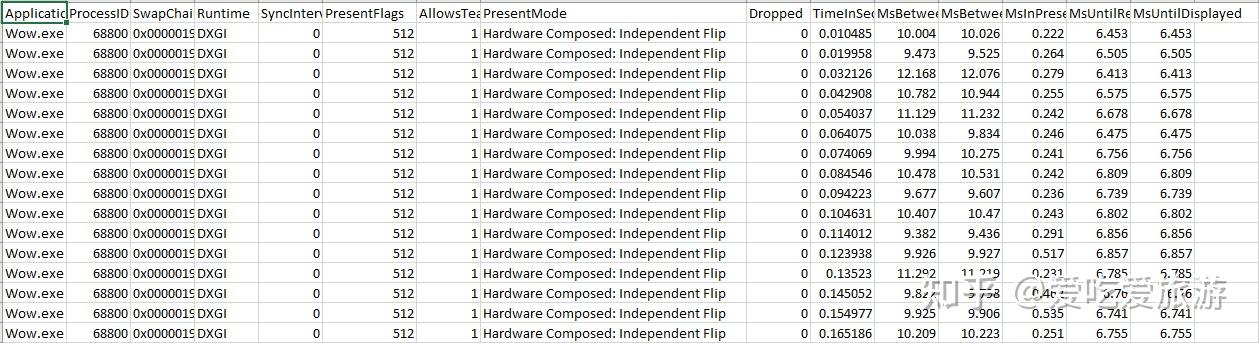 Applicatio ProcessID SwapChai Runtime SyncInterv PresentFlags AllowsTea PresentMode Dropped TimeInSec MsBetwee MsBetwee MsInPrese MsUntilRe MsUntilDisplayed
Wow.exe 68800 0x0000019 DXGI 0 512 1 Hardware Composed: Independent Flip 0 0.010485 10.004 10.026 0.222 6.453 6.453
Wow.exe 68800 0x0000019 DXGI 0 512 1 Hardware Composed: Independent Flip 0 0.019958 9.473 9.525 0.264 6.505 6.505
Wow.exe 68800 0x0000019 DXGI 0 512 1 Hardware Composed: Independent Flip 0 0.032126 12.168 12.076 0.279 6.413 6.413
Wow.exe 68800 0x0000019 DXGI 0 512 1 Hardware Composed: Independent Flip 0 0.042908 10.782 10.944 0.255 6.575 6.575
Wow.exe 68800 0x0000019 DXGI 0 512 1 Hardware Composed: Independent Flip 0 0.054037 11.129 11.232 0.242 6.678 6.678
Wow.exe 68800 0x0000019 DXGI 0 512 1 Hardware Composed: Independent Flip 0 0.064075 10.038 9.834 0.246 6.475 6.475
Wow.exe 68800 0x0000019 DXGI 0 512 1 Hardware Composed: Independent Flip 0 0.074069 9.994 10.275 0.241 6.756 6.756
Wow.exe 68800 0x0000019 DXGI 0 512 1 Hardware Composed: Independent Flip 0 0.084546 10.478 10.531 0.242 6.809 6.809
Wow.exe 68800 0x0000019 DXGI 0 512 1 Hardware Composed: Independent Flip 0 0.094223 9.677 9.607 0.236 6.739 6.739
Wow.exe 68800 0x0000019 DXGI 0 512 1 Hardware Composed: Independent Flip 0 0.104631 10.407 10.47 0.243 6.802 6.802
Wow.exe 68800 0x0000019 DXGI 0 512 1 Hardware Composed: Independent Flip 0 0.114012 9.382 9.436 0.291 6.856 6.856
Wow.exe 68800 0x0000019 DXGI 0 512 1 Hardware Composed: Independent Flip 0 0.123938 9.926 9.927 0.517 6.857 6.857
Wow.exe 68800 0x0000019 DXGI 0 512 1 Hardware Composed: Independent Flip 0 0.13523 11.292 11.219 0.231 6.785 6.785
Wow.exe 68800 0x0000019 DXGI 0 512 1 Hardware Composed: Independent Flip 0 0.145052
Wow.exe 68800 0x0000019 DXGI 0 512 1 Hardware Composed: Independent Flip 0 0.154977 9.925 9.906 0.535 6.741 6.741
Wow.exe 68800 0x0000019 DXGI 0 512 1 Hardware Composed: Independent Flip 0 0.165186 10.209 10.223 0.251 6.755 6.755
知乎 @爱吃爱旅游